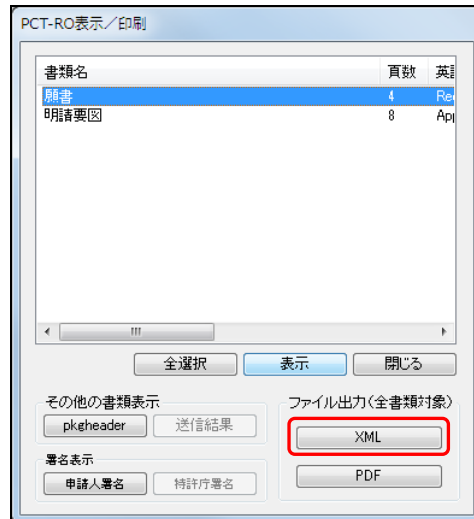 PCT-RO表示／印刷
書類名 頁数
願書 4
明請要図 8
全選択 表示 閉じる
その他の書類表示
pkgheader 送信結果
署名表示
申請人署名 特許庁署名
ファイル出力(全書類対象)
XML
PDF